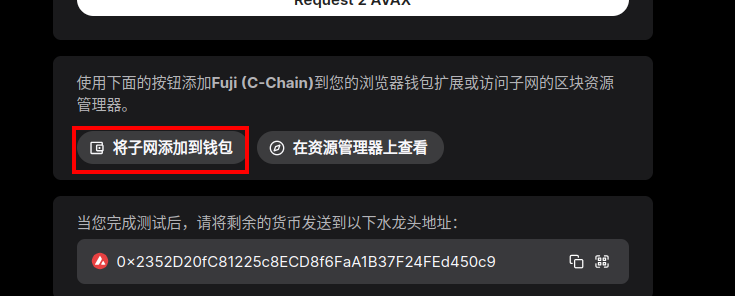 Request 2 AVAX
使用下面的按钮添加Fuji (C-Chain)到您的浏览器钱包扩展或访问子网的区块资源
管理器。
将子网添加到钱包 在资源管理器上查看
当您完成测试后，请将剩余的货币发送到以下水龙头地址：
0x2352D20fC81225c8ECD8f6FaA1B37F24FEd450c9